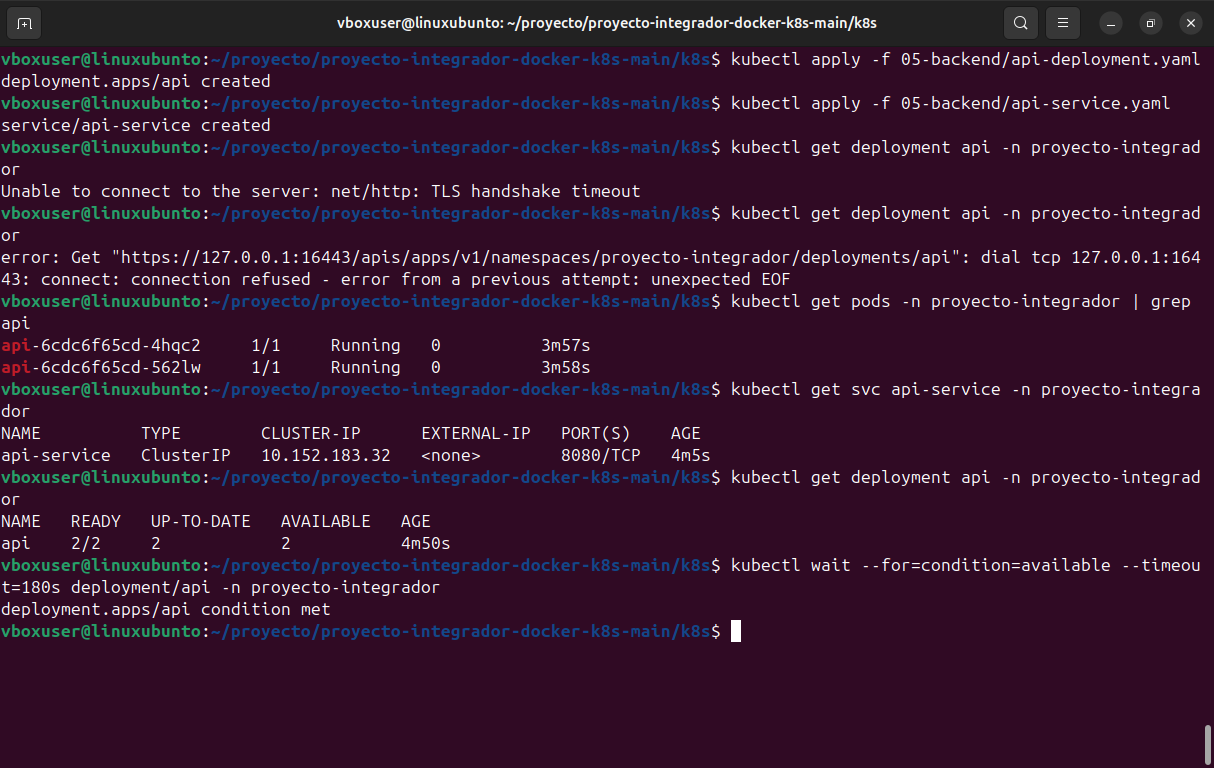 vboxuser@linuxubunto: ~/proyecto/proyecto-integrador-docker-k8s-main/k8s
vboxuser@linuxubunto:~/proyecto/proyecto-integrador-docker-k8s-main/k8s$ kubectl apply -f 05-backend/api-deployment.yaml
deployment.apps/api created
vboxuser@linuxubunto:~/proyecto/proyecto-integrador-docker-k8s-main/k8s$ kubectl apply -f 05-backend/api-service.yaml
service/api-service created
vboxuser@linuxubunto:~/proyecto/proyecto-integrador-docker-k8s-main/k8s$ kubectl get deployment api -n proyecto-integrad
or
Unable to connect to the server: net/http: TLS handshake timeout
vboxuser@linuxubunto:~/proyecto/proyecto-integrador-docker-k8s-main/k8s$ kubectl get deployment api -n proyecto-integrad
or
error: Get "https://127.0.0.1:16443/apis/apps/v1/namespaces/proyecto-integrador/deployments/api": dial tcp 127.0.0.1:164
43: connect: connection refused - error from a previous attempt: unexpected EOF
vboxuser@linuxubunto:~/proyecto/proyecto-integrador-docker-k8s-main/k8s$ kubectl get pods -n proyecto-integrador | grep
api
api-6cdc6f65cd-4hqc2     1/1     Running   0          3m57s
api-6cdc6f65cd-562lw     1/1     Running   0          3m58s
vboxuser@linuxubunto:~/proyecto/proyecto-integrador-docker-k8s-main/k8s$ kubectl get svc api-service -n proyecto-integra
dor
NAME          TYPE        CLUSTER-IP      EXTERNAL-IP   PORT(S)    AGE
api-service   ClusterIP   10.152.183.32   <none>        8080/TCP   4m5s
vboxuser@linuxubunto:~/proyecto/proyecto-integrador-docker-k8s-main/k8s$ kubectl get deployment api -n proyecto-integrad
or
NAME   READY   UP-TO-DATE   AVAILABLE   AGE
api    2/2     2            2           4m50s
vboxuser@linuxubunto:~/proyecto/proyecto-integrador-docker-k8s-main/k8s$ kubectl wait --for=condition=available --timeou
t=180s deployment/api -n proyecto-integrador
deployment.apps/api condition met
vboxuser@linuxubunto:~/proyecto/proyecto-integrador-docker-k8s-main/k8s$